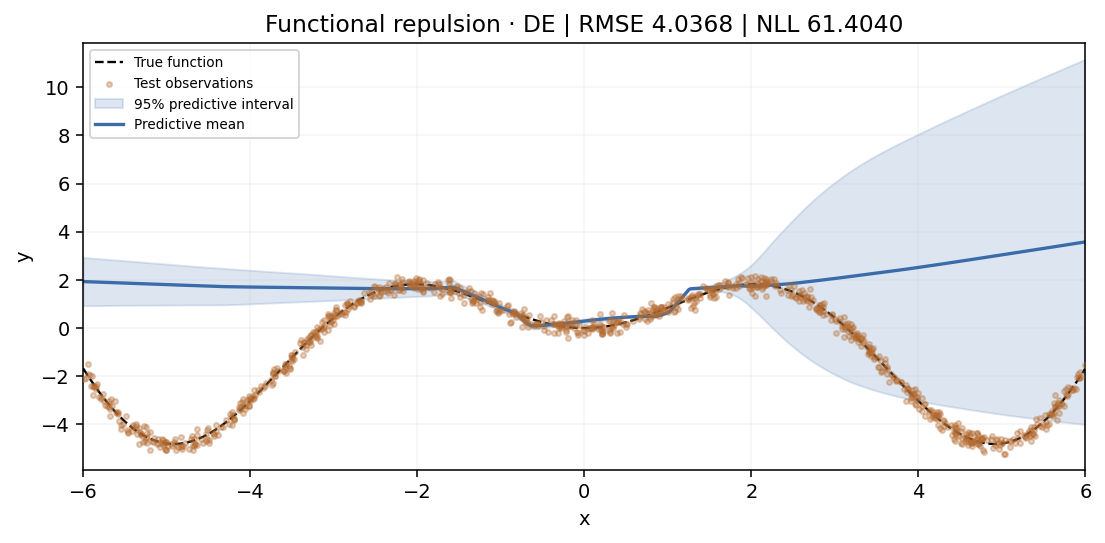 Functional repulsion · DE | RMSE 4.0368 | NLL 61.4040
True function
Test observations
95% predictive interval
Predictive mean
10
8
6
4
2
0
−2
−4
y
−6
−4
−2
0
2
4
6
x